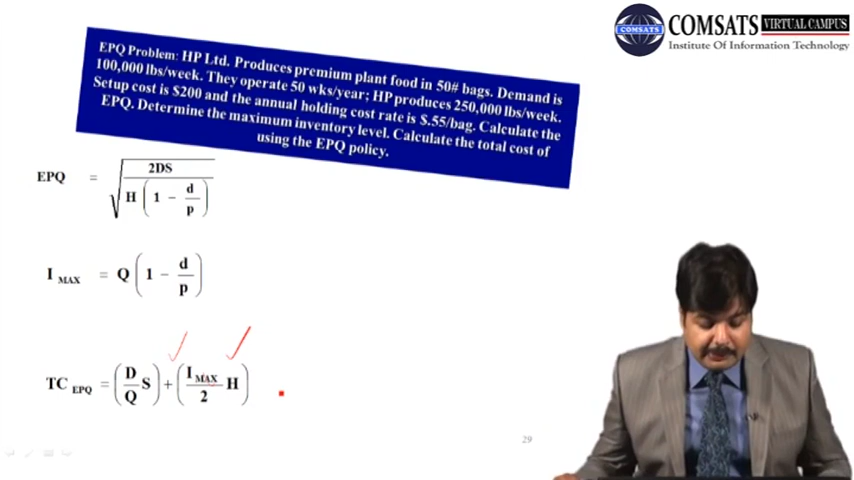 COMSATS VIRTUAL CAMPUS
Institute Of Information Technology
EPQ Problem: HP Ltd. Produces premium plant food in 50# bags. Demand is
100,000 lbs/week. They operate 50 wks/year; HP produces 250,000 lbs/week.
Setup cost is $200 and the annual holding cost rate is $.55/bag. Calculate the
EPQ. Determine the maximum inventory level. Calculate the total cost of
using the EPQ policy.
EPQ = √(2DS / H(1 − d/p))
I MAX = Q(1 − d/p)
TC EPQ = (D/Q S) + (I MAX/2 H)
29